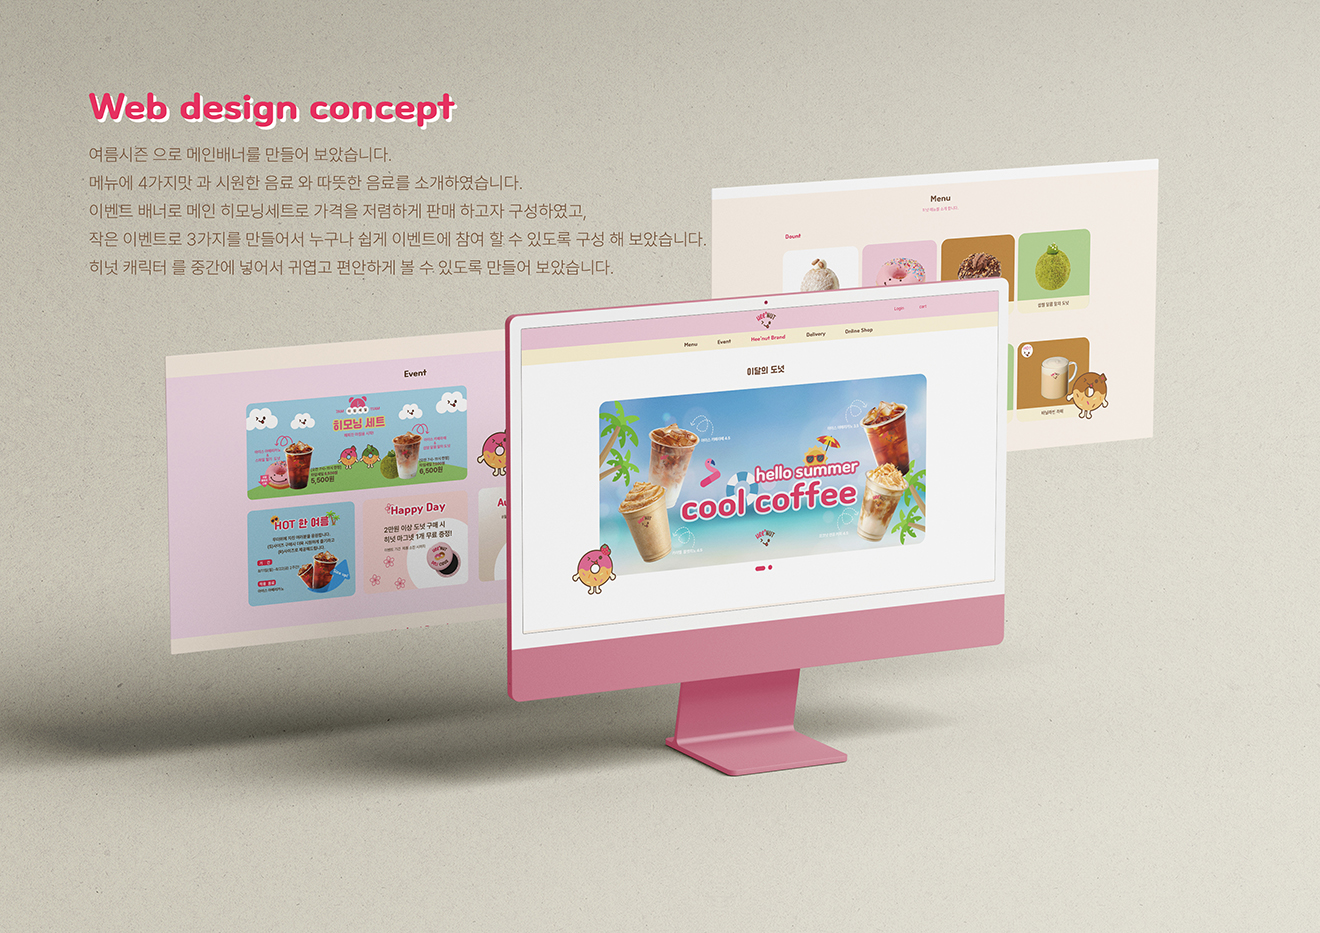 Web design concept
여름시즌 으로 메인배너를 만들어 보았습니다.
메뉴에 4가지맛 과 시원한 음료 와 따뜻한 음료를 소개하였습니다.
이벤트 배너로 메인 히모닝세트로 가격을 저렴하게 판매 하고자 구성하였고,
작은 이벤트로 3가지를 만들어서 누구나 쉽게 이벤트에 참여 할 수 있도록 구성 해 보았습니다.
히넛 캐릭터 를 중간에 넣어서 귀엽고 편안하게 볼 수 있도록 만들어 보았습니다.
Menu
Login
cart
Menu
Event
Hee'nut Brand
Delivery
Online Shop
이달의 도넛
hello summer
cool coffee
Event
히모닝 세트
5,500원
6,500원
HOT 한 여름
Happy Day
2만원 이상 도넛 구매 시
히넛 마그넷 1개 무료 증정!